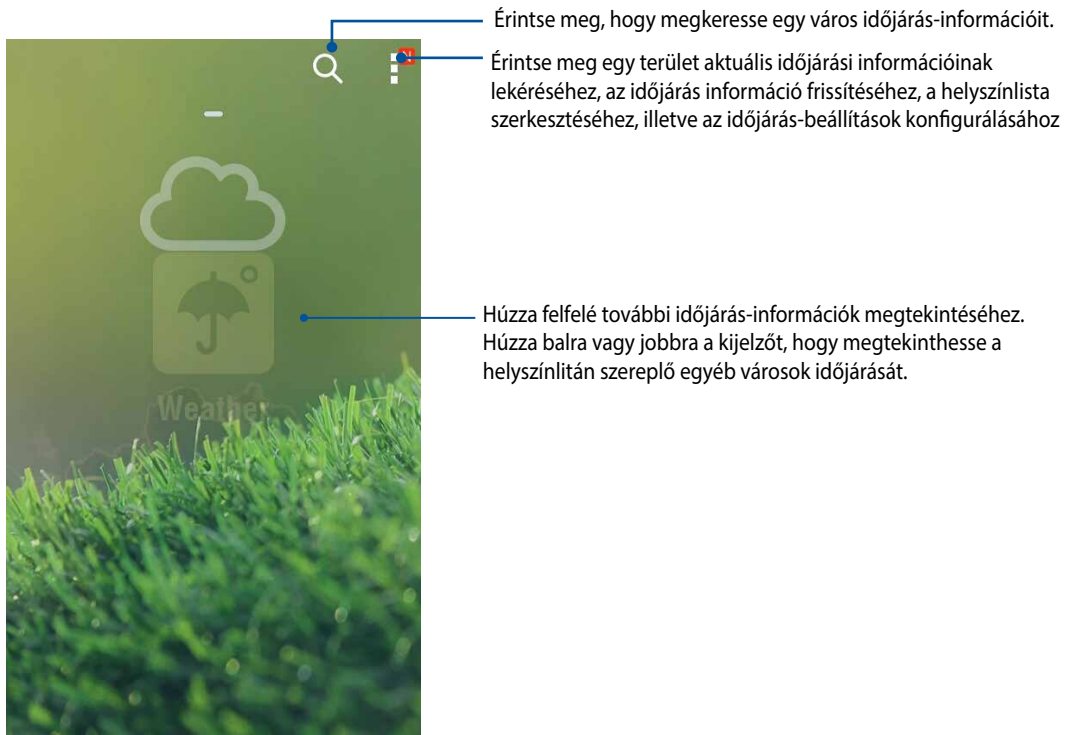 Érintse meg, hogy megkeresse egy város időjárás-információit.
Érintse meg egy terület aktuális időjárási információinak
lekéréséhez, az időjárás információ frissítéséhez, a helyszínlista
szerkesztéséhez, illetve az időjárás-beállítások konfigurálásához
Húzza felfelé további időjárás-információk megtekintéséhez.
Húzza balra vagy jobbra a kijelzőt, hogy megtekinthesse a
helyszínlitán szereplő egyéb városok időjárását.
Weather